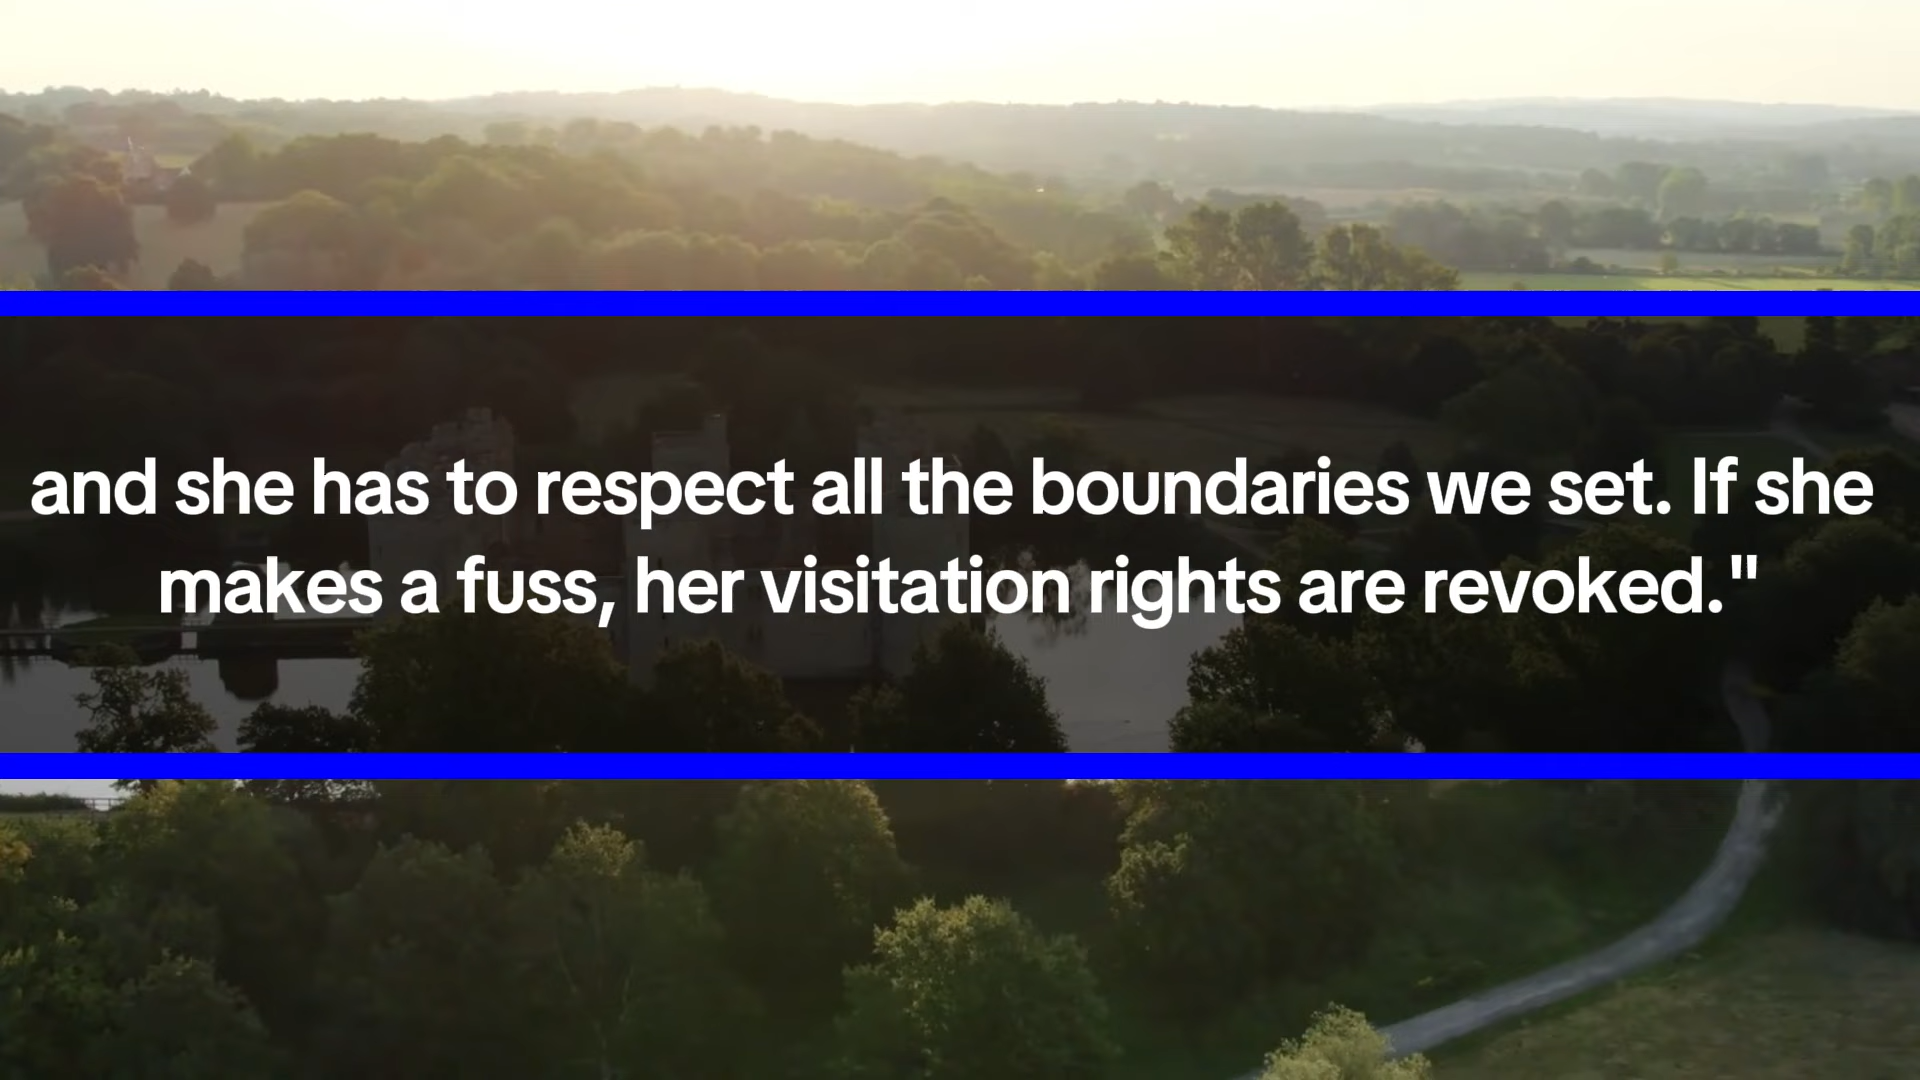 and she has to respect all the boundaries we set. If she
makes a fuss, her visitation rights are revoked."